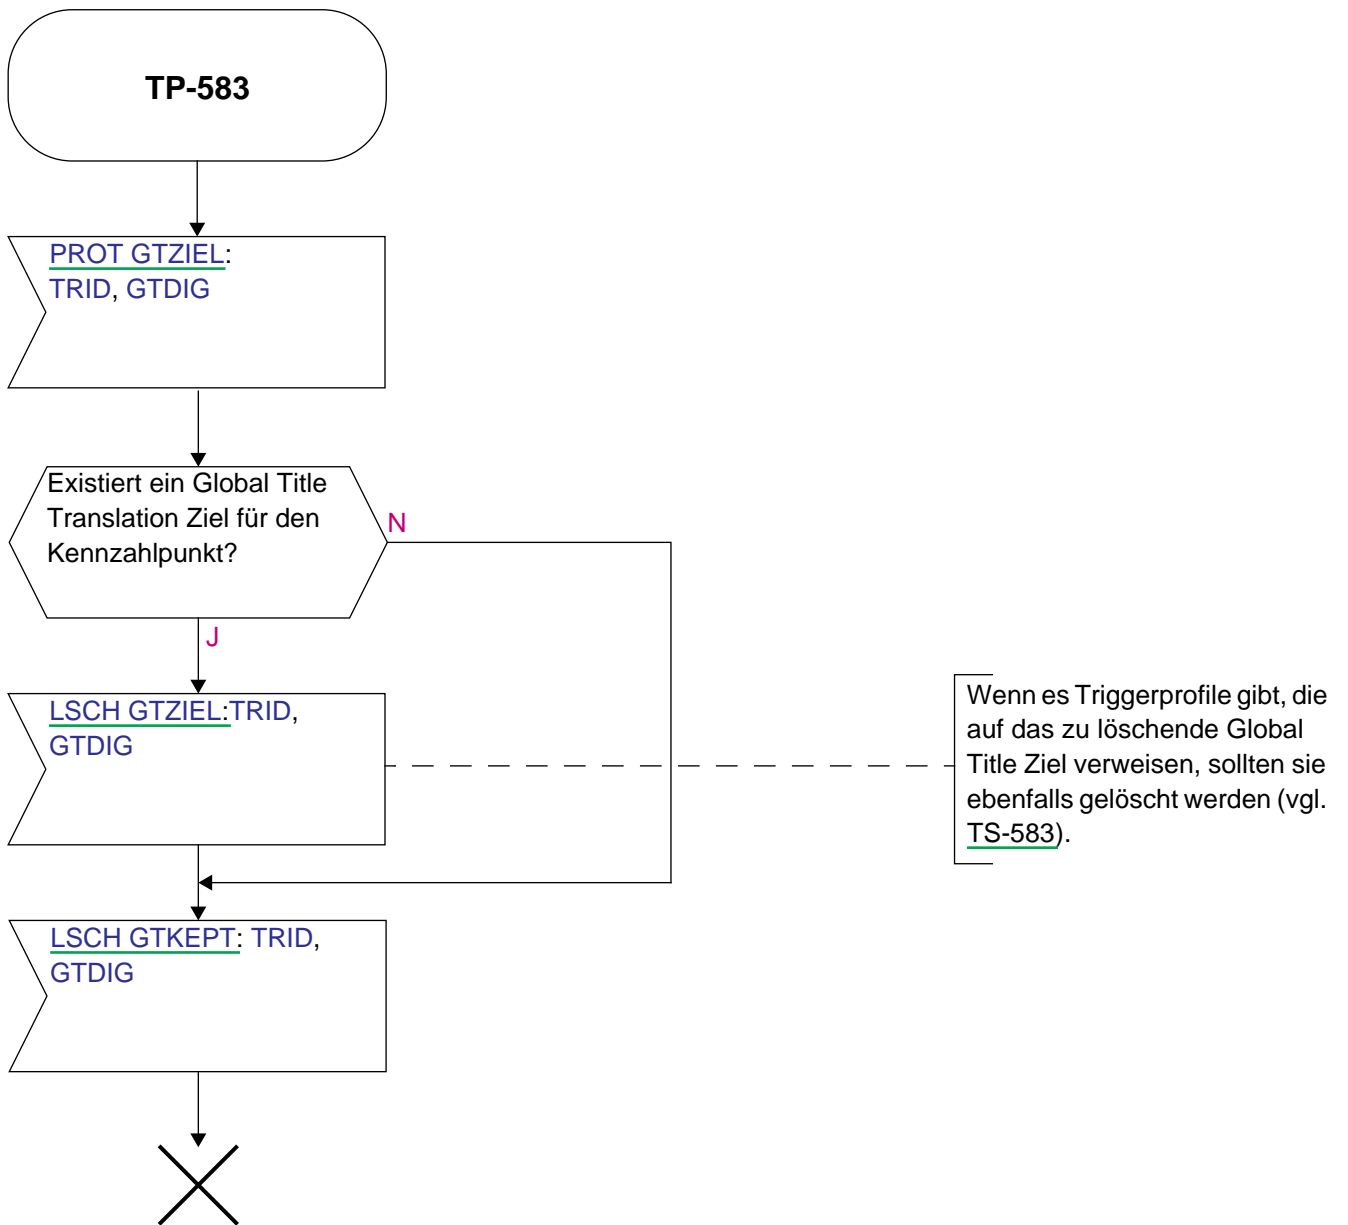 TP-583
PROT GTZIEL:
TRID, GTDIG
Existiert ein Global Title
Translation Ziel für den
Kennzahlpunkt?
N
J
LSCH GTZIEL:TRID,
GTDIG
Wenn es Triggerprofile gibt, die
auf das zu löschende Global
Title Ziel verweisen, sollten sie
ebenfalls gelöscht werden (vgl.
TS-583).
LSCH GTKEPT: TRID,
GTDIG